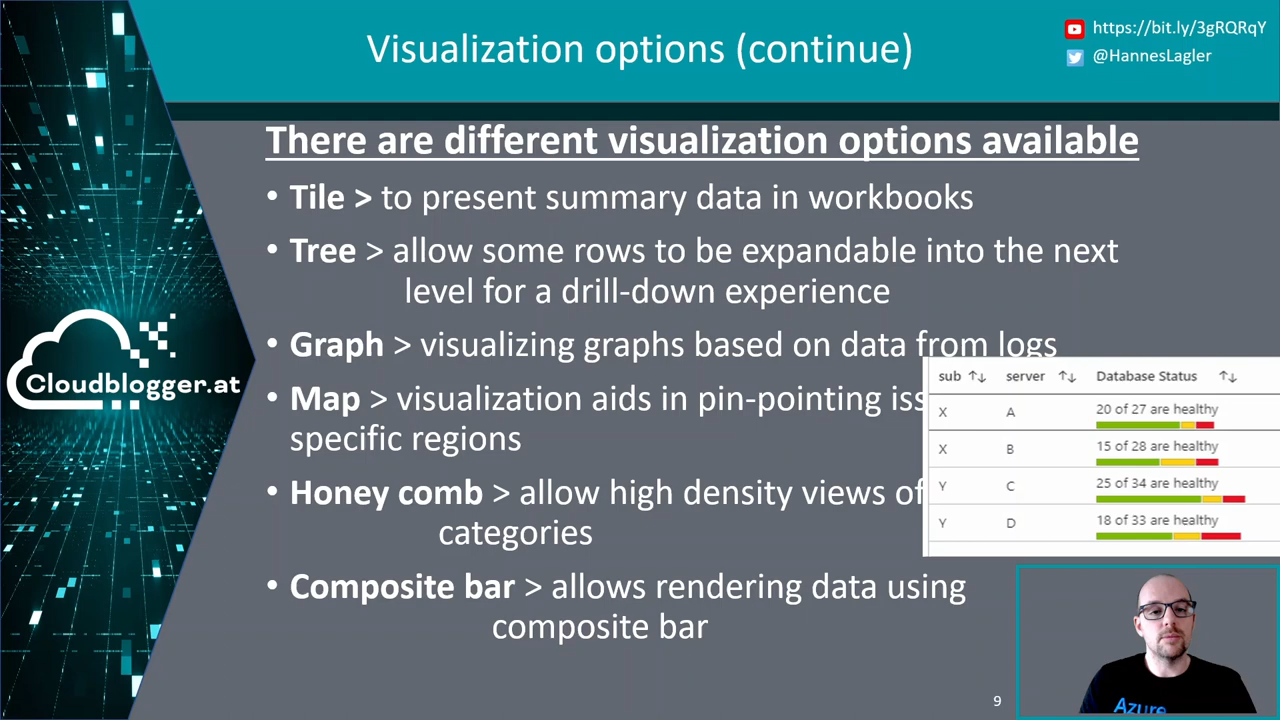 Visualization options (continue)
https://bit.ly/3gRQRqY
@HannesLagler
There are different visualization options available
• Tile > to present summary data in workbooks
• Tree > allow some rows to be expandable into the next
level for a drill-down experience
• Graph > visualizing graphs based on data from logs
• Map > visualization aids in pin-pointing iss
specific regions
• Honey comb > allow high density views of
categories
• Composite bar > allows rendering data using
composite bar
sub ↑↓ server ↑↓ Database Status ↑↓
X A 20 of 27 are healthy
X B 15 of 28 are healthy
Y C 25 of 34 are healthy
Y D 18 of 33 are healthy
Cloudblogger.at
Azure
9